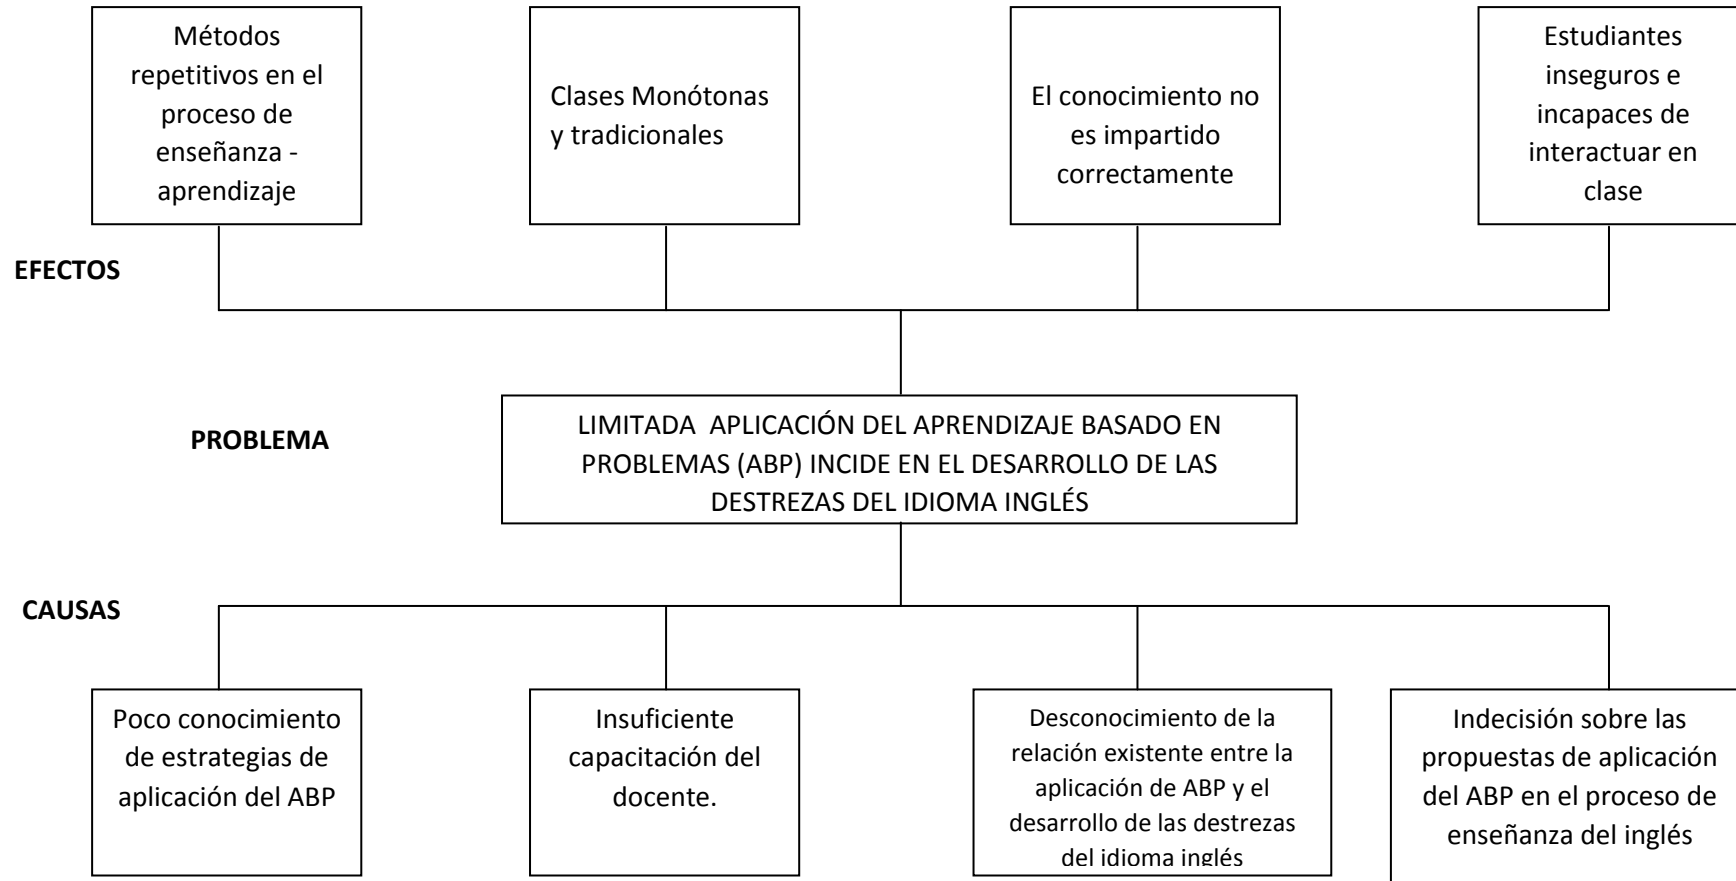 Métodos
repetitivos en el
proceso de
enseñanza -
aprendizaje
Clases Monótonas
y tradicionales
El conocimiento no
es impartido
correctamente
Estudiantes
inseguros e
incapaces de
interactuar en
clase
EFECTOS
PROBLEMA
LIMITADA APLICACIÓN DEL APRENDIZAJE BASADO EN
PROBLEMAS (ABP) INCIDE EN EL DESARROLLO DE LAS
DESTREZAS DEL IDIOMA INGLÉS
CAUSAS
Poco conocimiento
de estrategias de
aplicación del ABP
Insuficiente
capacitación del
docente.
Desconocimiento de la
relación existente entre la
aplicación de ABP y el
desarrollo de las destrezas
del idioma inglés
Indecisión sobre las
propuestas de aplicación
del ABP en el proceso de
enseñanza del inglés